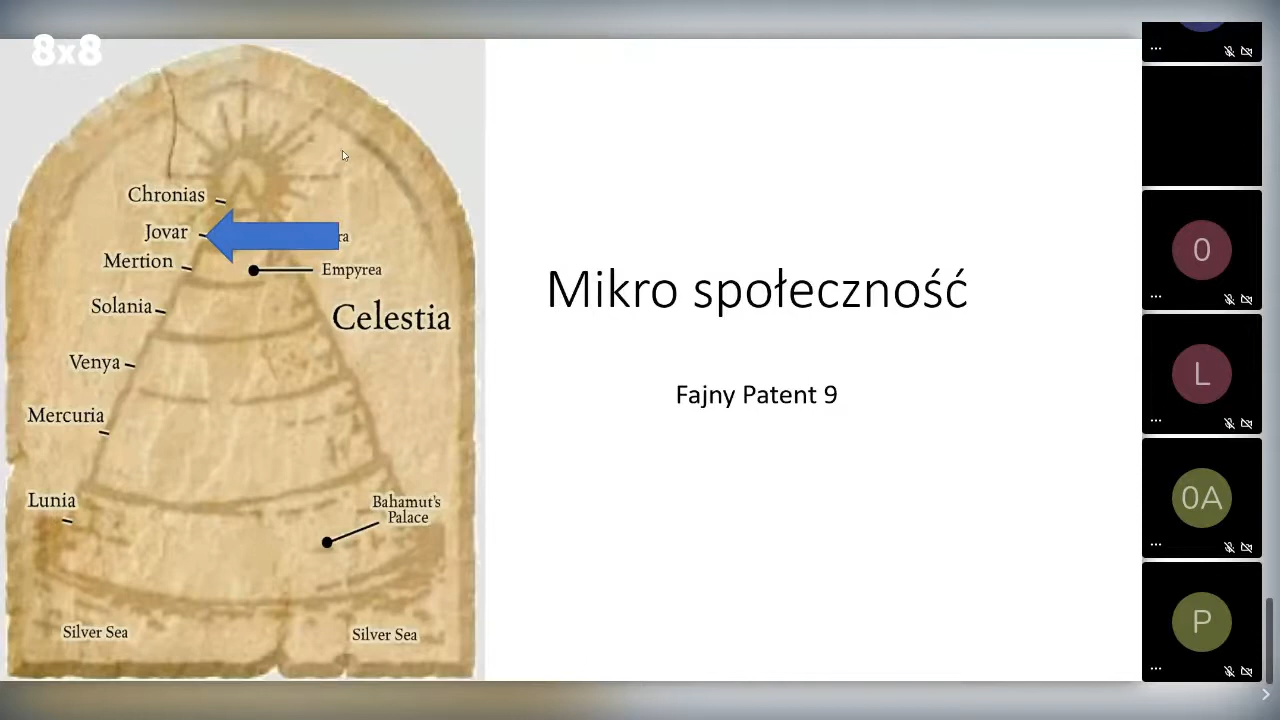 8x8
Chronias
Jovar
ra
Mertion
Empyrea
Solania
Celestia
Venya
Mercuria
Lunia
Bahamut's
Palace
Silver Sea
Silver Sea
Mikro społeczność
Fajny Patent 9
0
L
0A
P